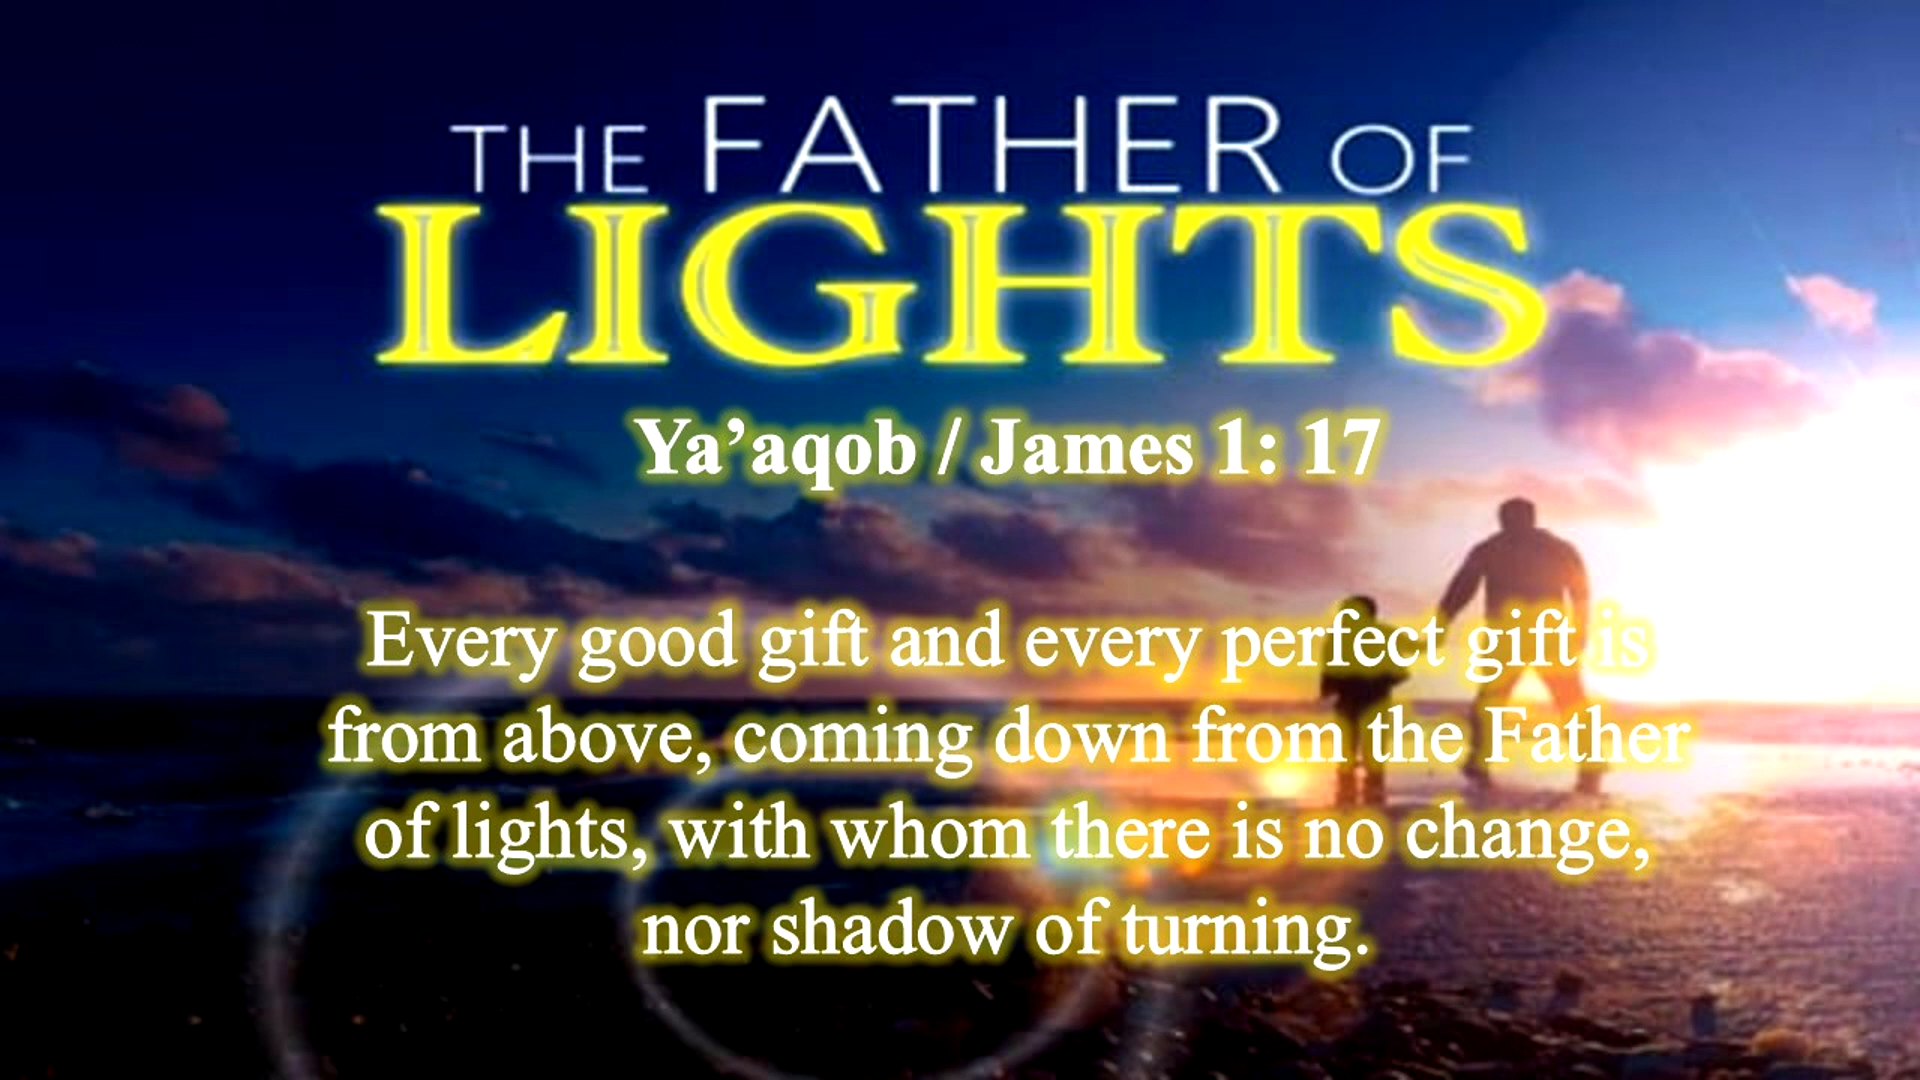 THE FATHER OF
LIGHTS
Ya’aqob / James 1: 17
Every good gift and every perfect gift is
from above, coming down from the Father
of lights, with whom there is no change,
nor shadow of turning.